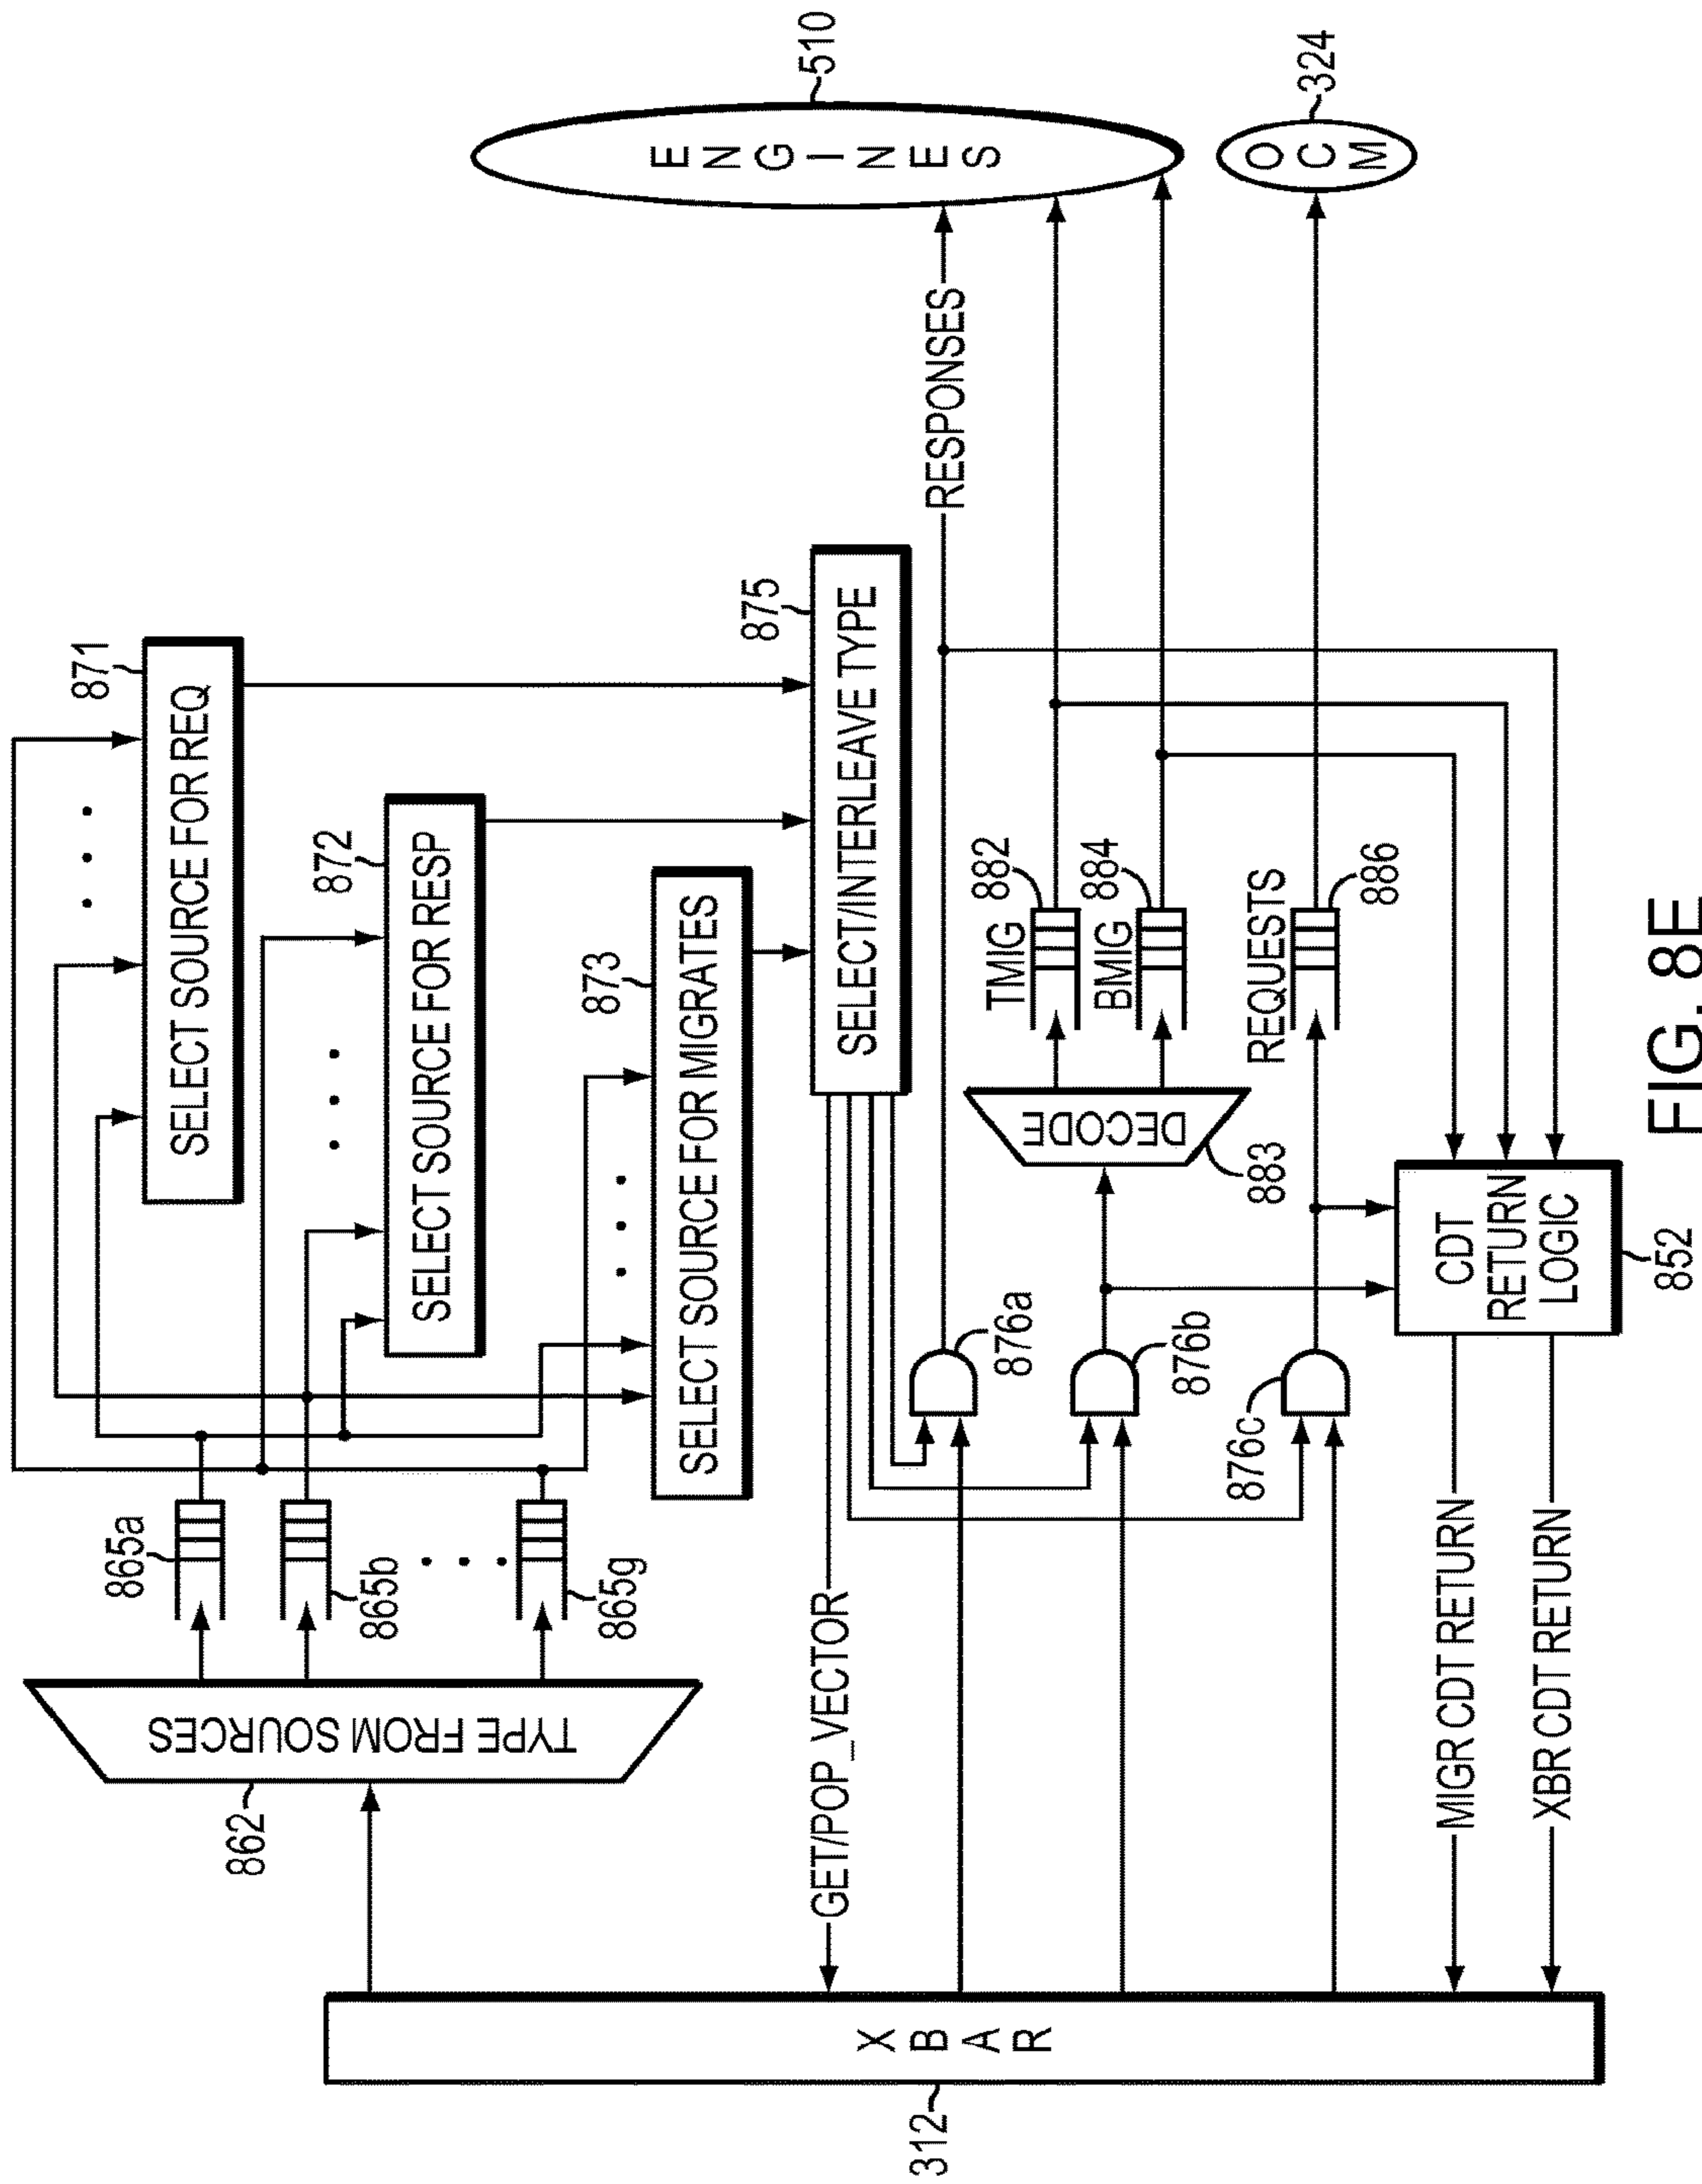 312
XBAR
862
TYPE FROM SOURCES
865a
865b
865g
871
SELECT SOURCE FOR REQ
872
SELECT SOURCE FOR RESP
873
SELECT SOURCE FOR MIGRATES
875
SELECT/INTERLEAVE TYPE
GET/POP_VECTOR
876a
876b
876c
RESPONSES
DECODE
883
TMIG
882
BMIG
884
REQUESTS
886
ENGINES
510
OCM
324
CDT
RETURN
LOGIC
852
MIGR CDT RETURN
XBR CDT RETURN
FIG. 8E